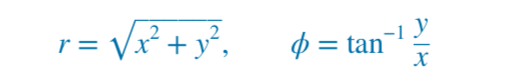 r = √(x² + y²), ϕ = tan⁻¹ y/x